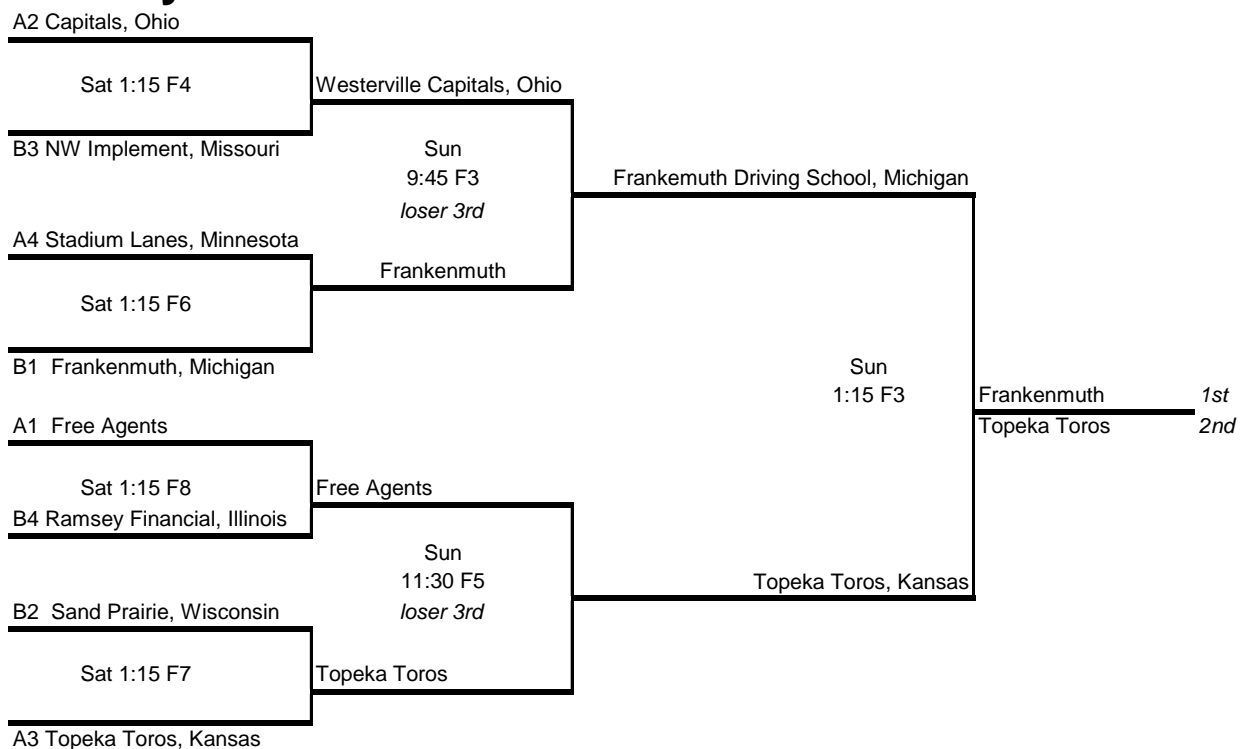 A2 Capitals, Ohio
Sat 1:15 F4
Westerville Capitals, Ohio
B3 NW Implement, Missouri
Sun
9:45 F3
loser 3rd
Frankemuth Driving School, Michigan
A4 Stadium Lanes, Minnesota
Frankenmuth
Sat 1:15 F6
B1 Frankenmuth, Michigan
Sun
1:15 F3
Frankenmuth 1st
Topeka Toros 2nd
A1 Free Agents
Sat 1:15 F8
Free Agents
B4 Ramsey Financial, Illinois
Sun
11:30 F5
loser 3rd
Topeka Toros, Kansas
B2 Sand Prairie, Wisconsin
Sat 1:15 F7
Topeka Toros
A3 Topeka Toros, Kansas